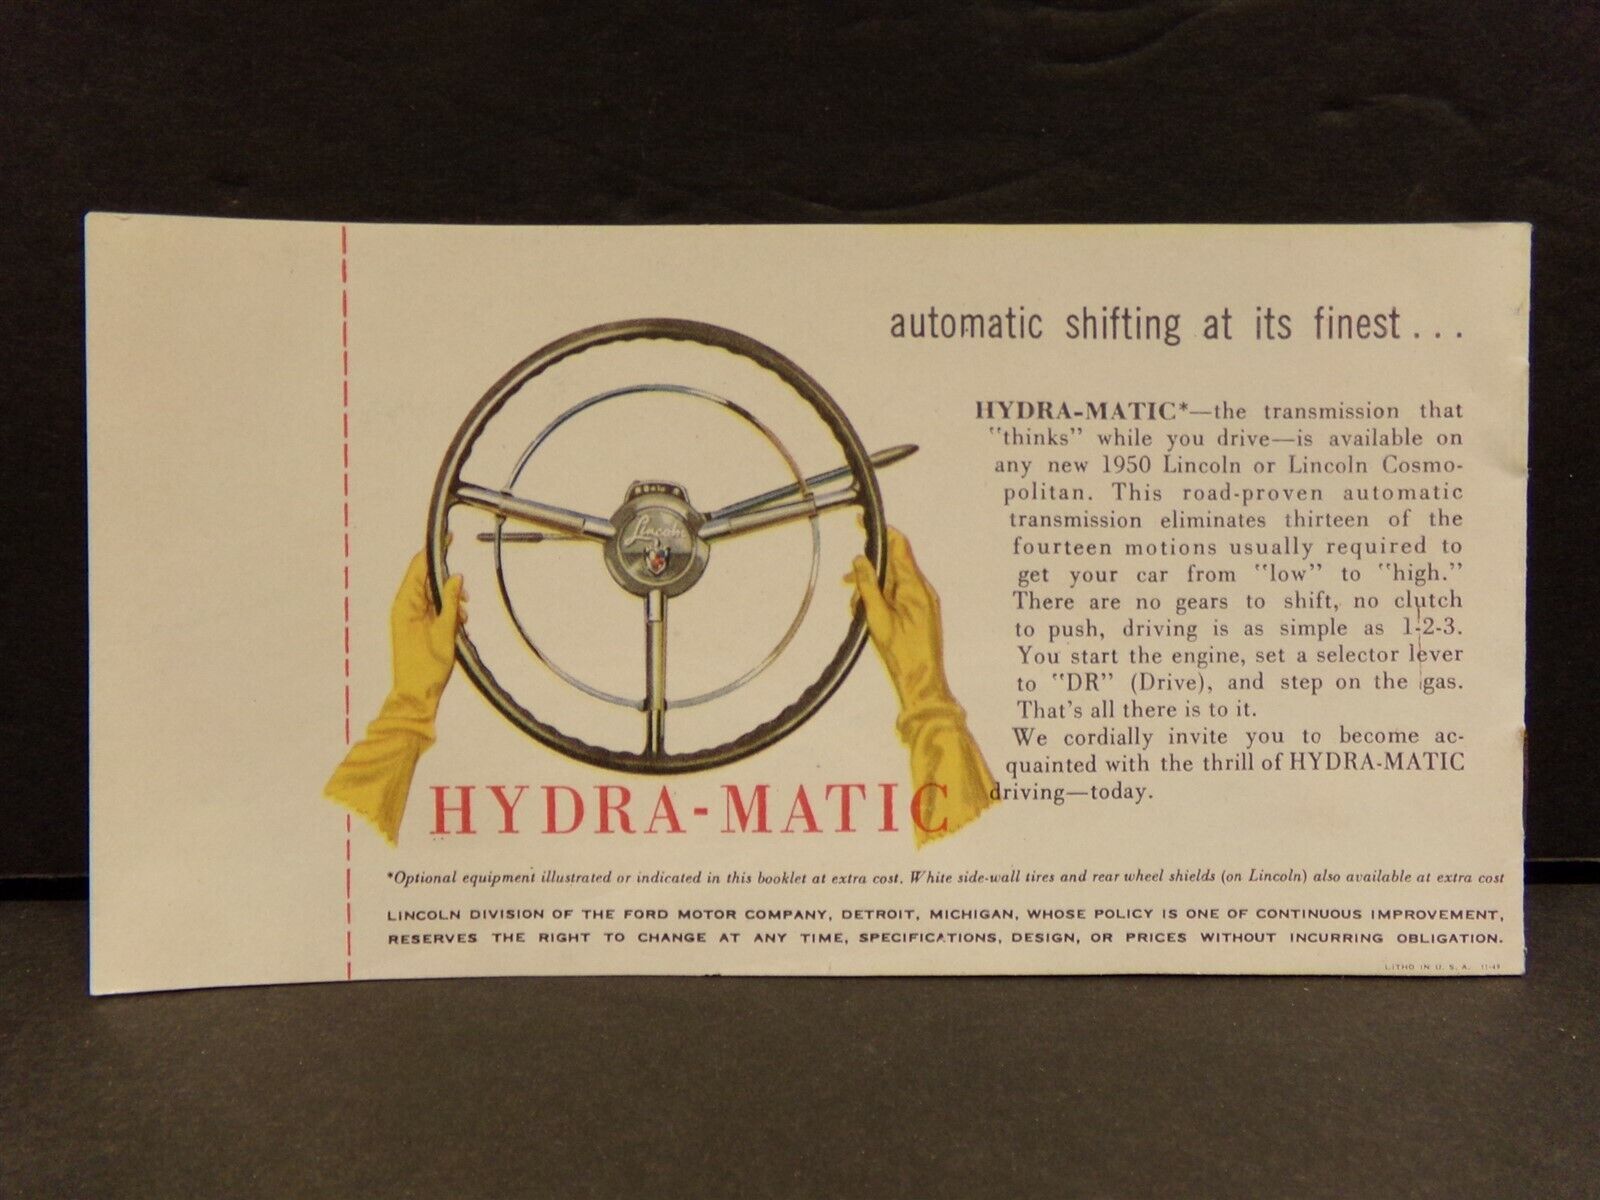 automatic shifting at its finest...
HYDRA-MATIC*—the transmission that
"thinks" while you drive—is available on
any new 1950 Lincoln or Lincoln Cosmo-
politan. This road-proven automatic
transmission eliminates thirteen of the
fourteen motions usually required to
get your car from "low" to "high."
There are no gears to shift, no clutch
to push, driving is as simple as 1-2-3.
You start the engine, set a selector lever
to "DR" (Drive), and step on the gas.
That's all there is to it.
We cordially invite you to become ac-
quainted with the thrill of HYDRA-MATIC
driving—today.
Lincoln
HYDRA-MATIC
*Optional equipment illustrated or indicated in this booklet at extra cost. White side-wall tires and rear wheel shields (on Lincoln) also available at extra cost
LINCOLN DIVISION OF THE FORD MOTOR COMPANY, DETROIT, MICHIGAN, WHOSE POLICY IS ONE OF CONTINUOUS IMPROVEMENT,
RESERVES THE RIGHT TO CHANGE AT ANY TIME, SPECIFICATIONS, DESIGN, OR PRICES WITHOUT INCURRING OBLIGATION.
LITHO IN U. S. A. 11-49